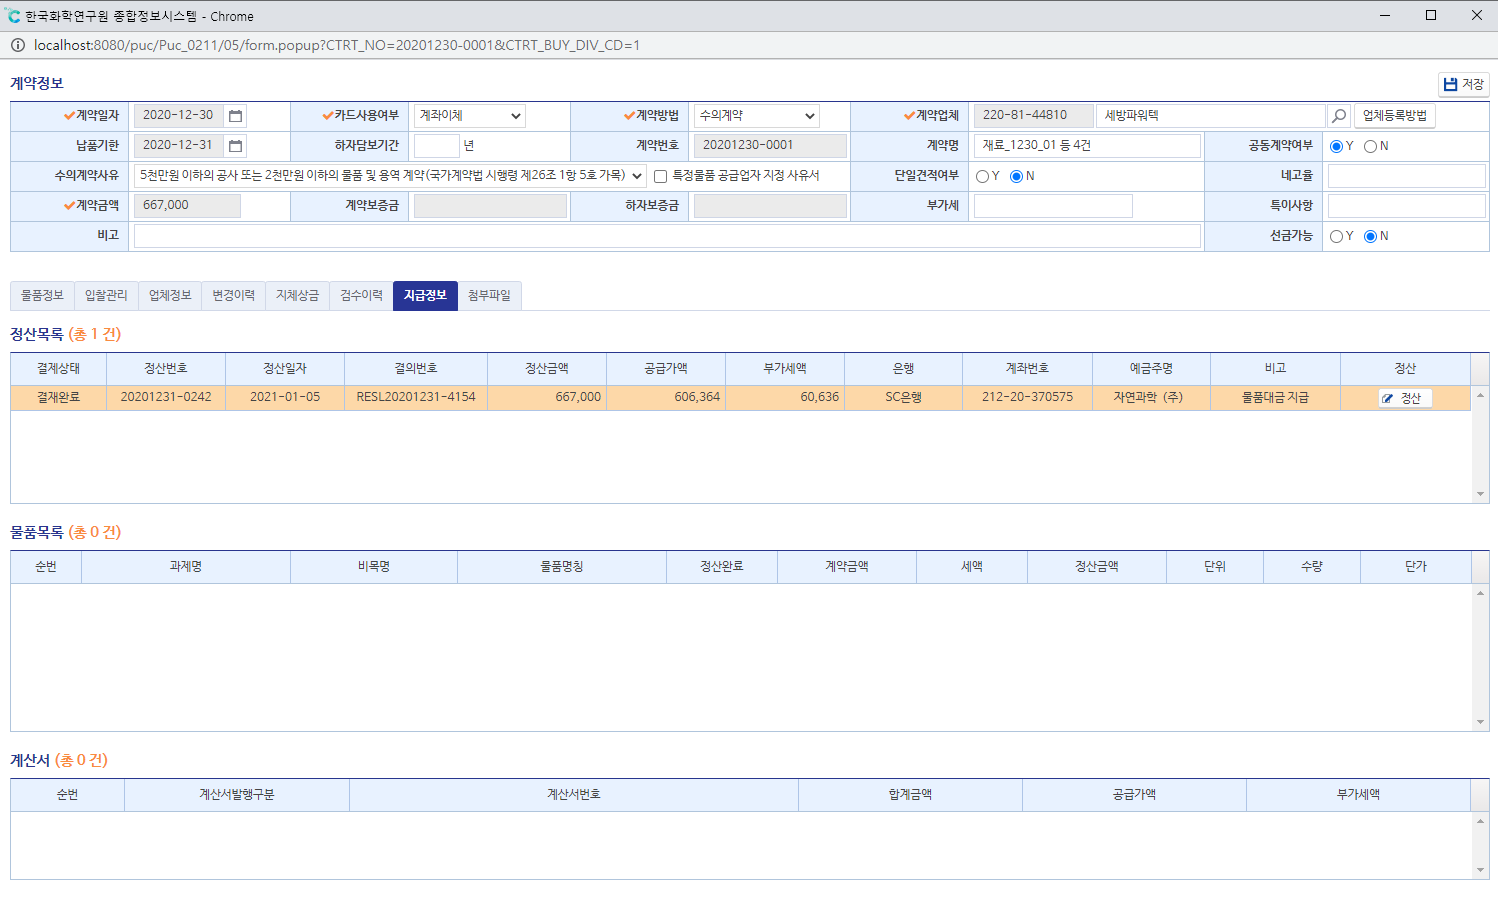 한국화학연구원 종합정보시스템 - Chrome
localhost:8080/puc/Puc_0211/05/form.popup?CTRT_NO=20201230-0001&CTRT_BUY_DIV_CD=1
계약정보 저장
계약일자 2020-12-30 카드사용여부 계좌이체 계약방법 수의계약 계약업체 220-81-44810 세방파워텍 업체등록방법
납품기한 2020-12-31 하자담보기간 년 계약번호 20201230-0001 계약명 재료_1230_01 등 4건 공동계약여부 Y N
수의계약사유 5천만원 이하의 공사 또는 2천만원 이하의 물품 및 용역 계약(국가계약법 시행령 제26조 1항 5호 가목) 특정물품 공급업자 지정 사유서 단일견적여부 Y N 네고율
계약금액 667,000 계약보증금 하자보증금 부가세 특이사항
비고 선금가능 Y N
물품정보 입찰관리 업체정보 변경이력 지체상금 검수이력 지급정보 첨부파일
정산목록 (총 1 건)
결제상태 정산번호 정산일자 결의번호 정산금액 공급가액 부가세액 은행 계좌번호 예금주명 비고 정산
결재완료 20201231-0242 2021-01-05 RESL20201231-4154 667,000 606,364 60,636 SC은행 212-20-370575 자연과학 (주) 물품대금 지급 정산
물품목록 (총 0 건)
순번 과제명 비목명 물품명칭 정산완료 계약금액 세액 정산금액 단위 수량 단가
계산서 (총 0 건)
순번 계산서발행구분 계산서번호 합계금액 공급가액 부가세액